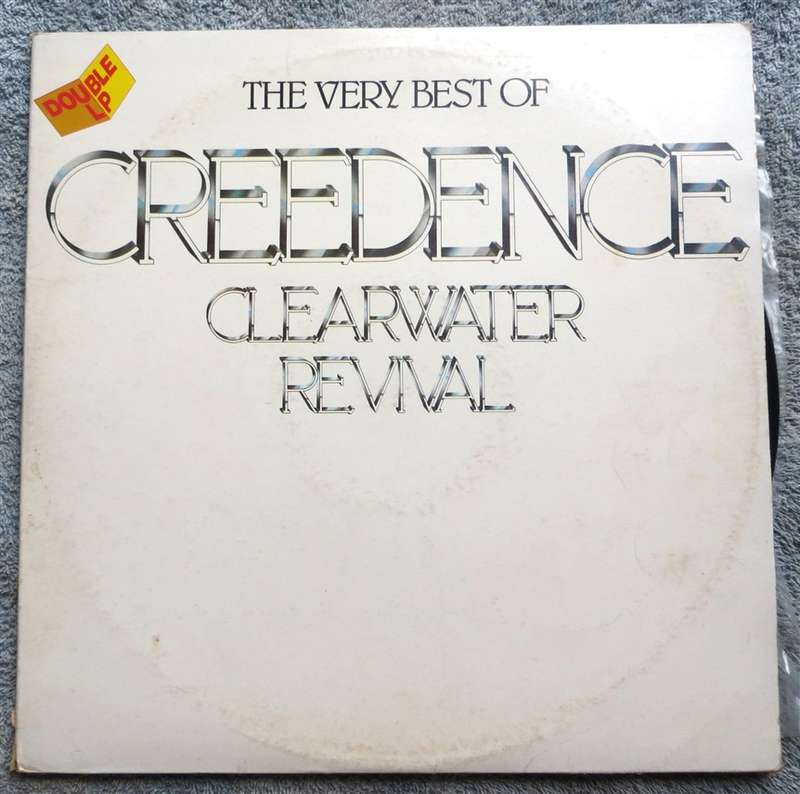 DOUBLE
LP
THE VERY BEST OF
CREEDENCE
CLEARWATER
REVIVAL